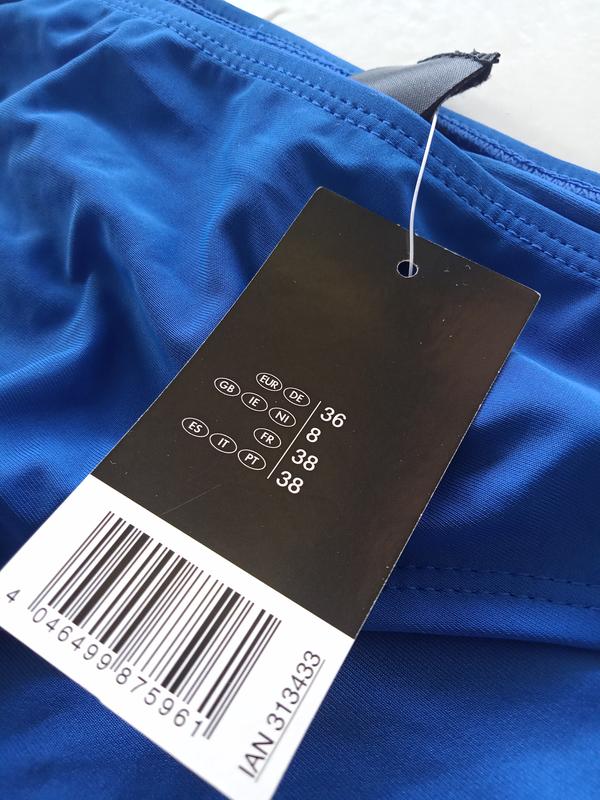 EUR DE 36
GB IE NI 8
FR 38
ES IT PT 38
4 046499 875961
IAN 313433